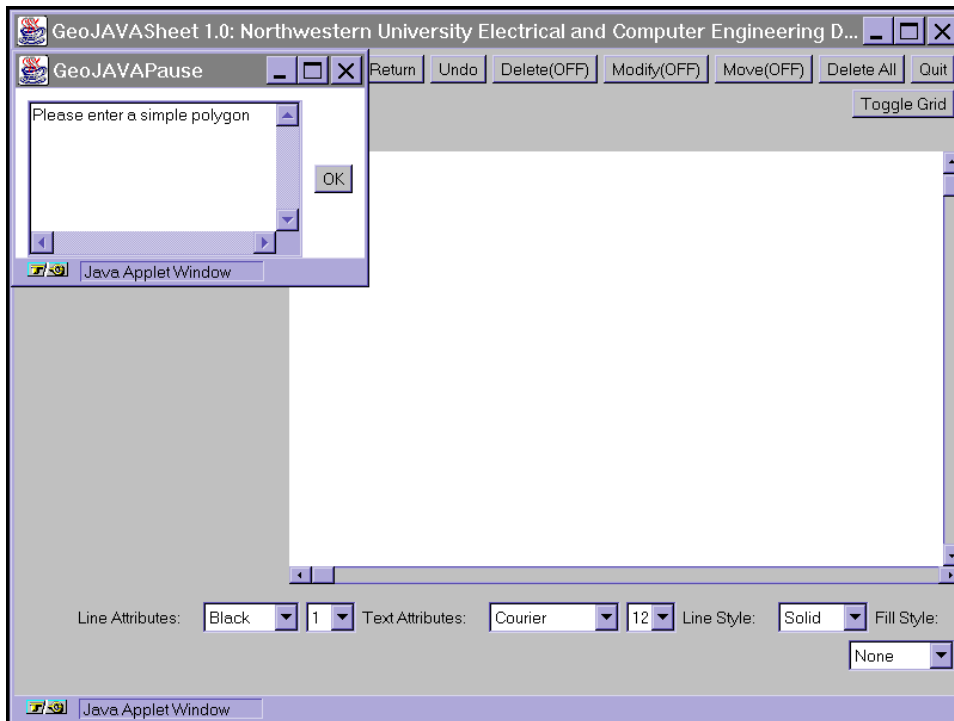 GeoJAVASheet 1.0: Northwestern University Electrical and Computer Engineering D...
GeoJAVAPause
Return Undo Delete(OFF) Modify(OFF) Move(OFF) Delete All Quit
Toggle Grid
Please enter a simple polygon
OK
Java Applet Window
Line Attributes: Black 1 Text Attributes: Courier 12 Line Style: Solid Fill Style:
None
Java Applet Window